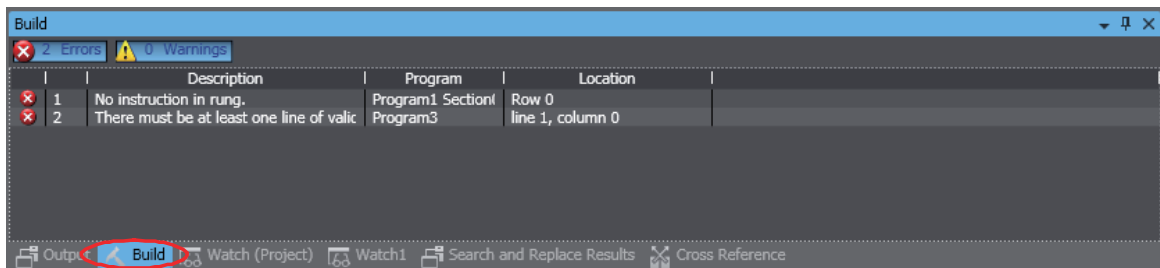 Build
2 Errors 0 Warnings
Description Program Location
1 No instruction in rung. Program1 Section( Row 0
2 There must be at least one line of valic Program3 line 1, column 0
Output Build Watch (Project) Watch1 Search and Replace Results Cross Reference